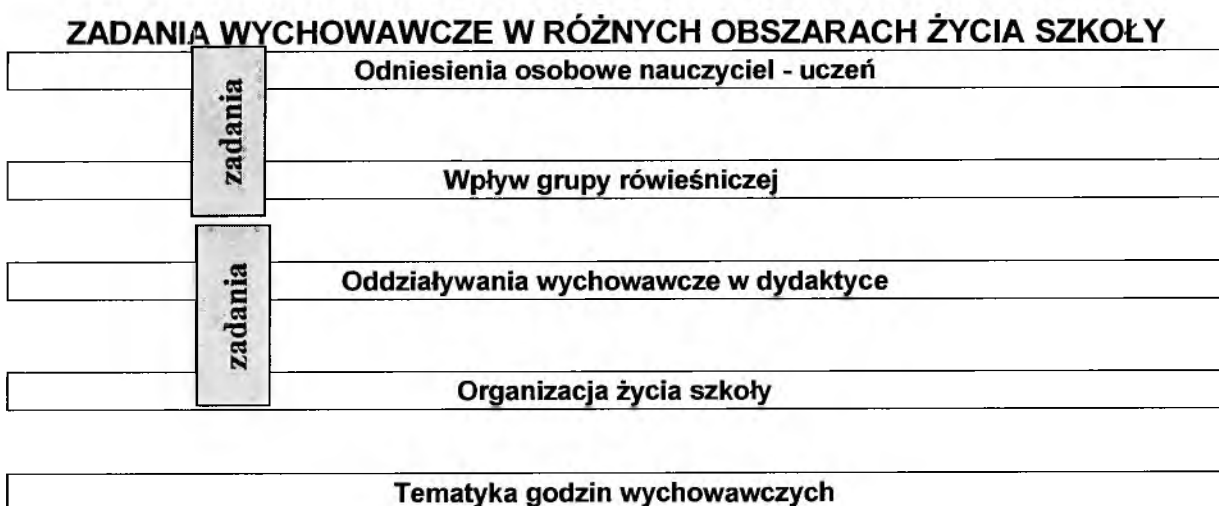 ZADANIA WYCHOWAWCZE W RÓŻNYCH OBSZARACH ŻYCIA SZKOŁY
Odniesienia osobowe nauczyciel - uczeń
zadania
Wpływ grupy rówieśniczej
Oddziaływania wychowawcze w dydaktyce
zadania
Organizacja życia szkoły
Tematyka godzin wychowawczych